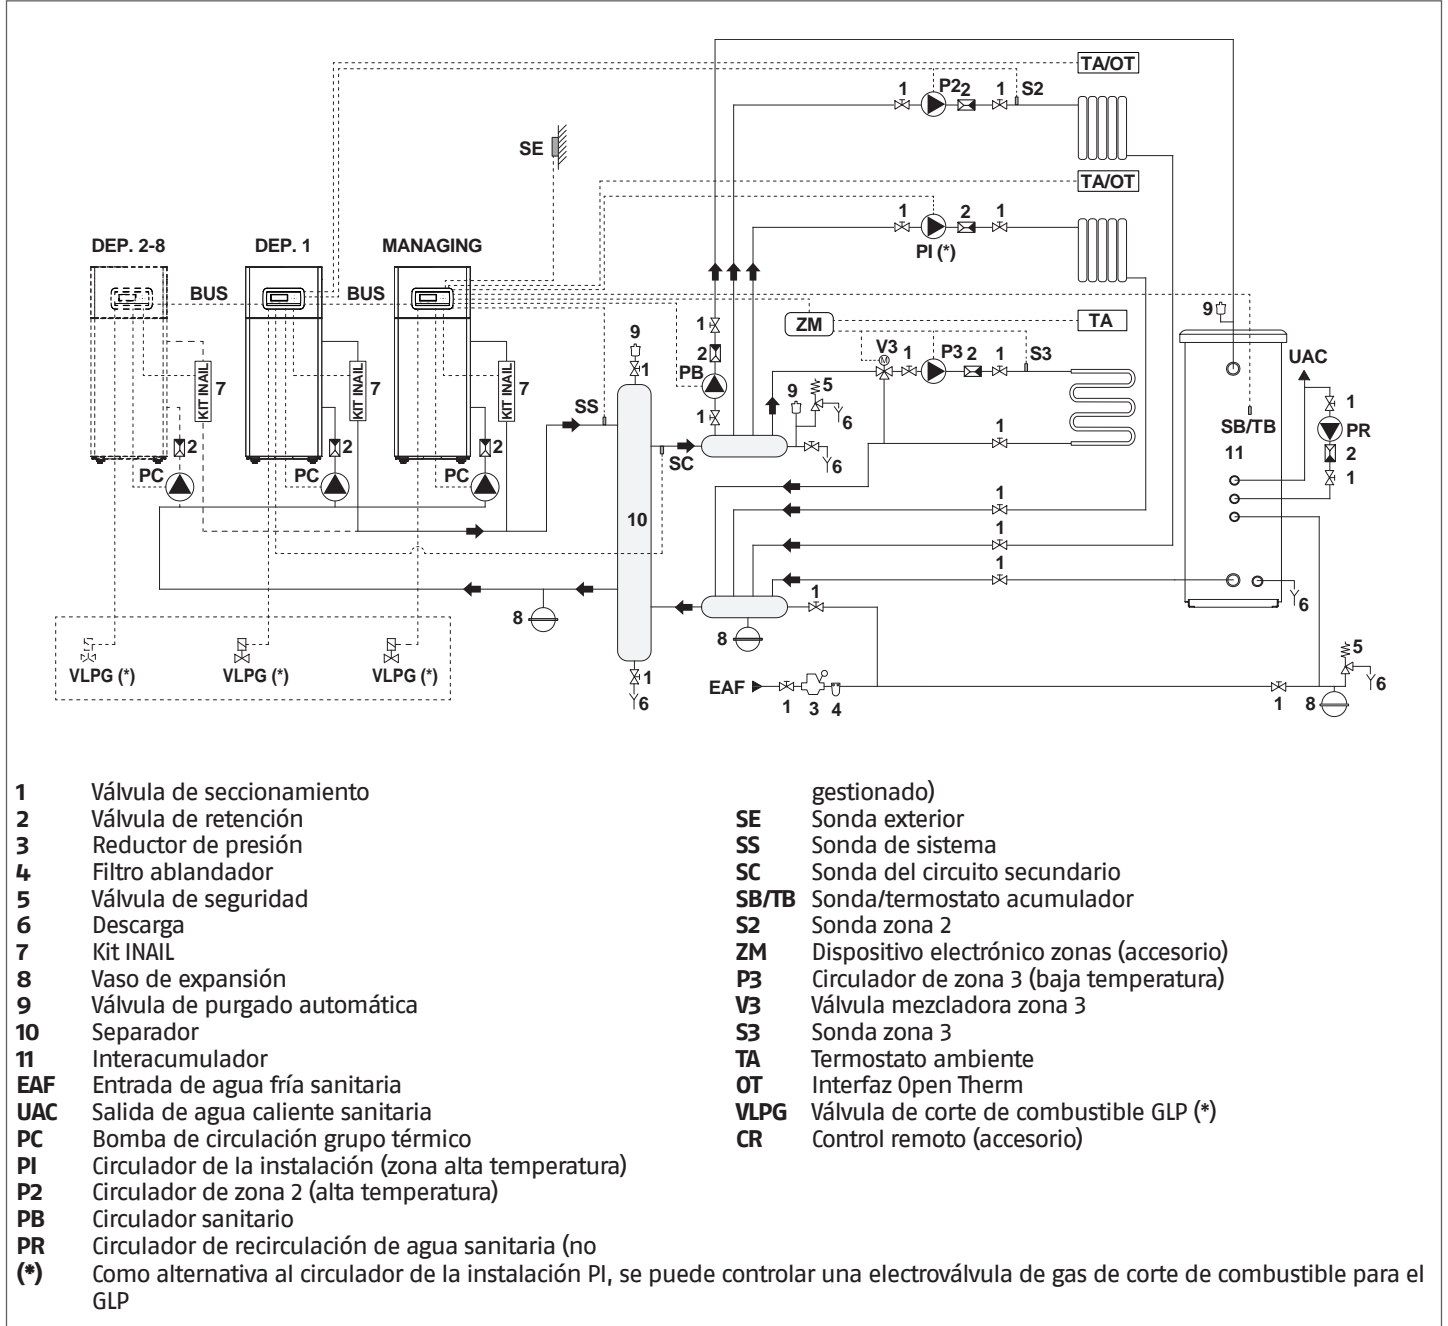 TA/OT
1
P2
2
1
S2
SE
TA/OT
1
2
1
PI (*)
DEP. 2-8
DEP. 1
MANAGING
BUS
BUS
9
1
2
PB
1
ZM
TA
V3
1
P3
2
1
S3
9
UAC
KIT INAIL
7
KIT INAIL
7
KIT INAIL
7
9
1
SS
9
5
6
1
PR
2
1
SB/TB
11
2
PC
2
PC
2
PC
SC
6
1
10
1
1
1
8
8
1
6
VLPG (*)
VLPG (*)
VLPG (*)
1
6
EAF
1
3
4
1
8
5
6
1 Válvula de seccionamiento
2 Válvula de retención
3 Reductor de presión
4 Filtro ablandador
5 Válvula de seguridad
6 Descarga
7 Kit INAIL
8 Vaso de expansión
9 Válvula de purgado automática
10 Separador
11 Interacumulador
EAF Entrada de agua fría sanitaria
UAC Salida de agua caliente sanitaria
PC Bomba de circulación grupo térmico
PI Circulador de la instalación (zona alta temperatura)
P2 Circulador de zona 2 (alta temperatura)
PB Circulador sanitario
PR Circulador de recirculación de agua sanitaria (no
gestionado)
SE Sonda exterior
SS Sonda de sistema
SC Sonda del circuito secundario
SB/TB Sonda/termostato acumulador
S2 Sonda zona 2
ZM Dispositivo electrónico zonas (accesorio)
P3 Circulador de zona 3 (baja temperatura)
V3 Válvula mezcladora zona 3
S3 Sonda zona 3
TA Termostato ambiente
OT Interfaz Open Therm
VLPG Válvula de corte de combustible GLP (*)
CR Control remoto (accesorio)
(*) Como alternativa al circulador de la instalación PI, se puede controlar una electroválvula de gas de corte de combustible para el
GLP